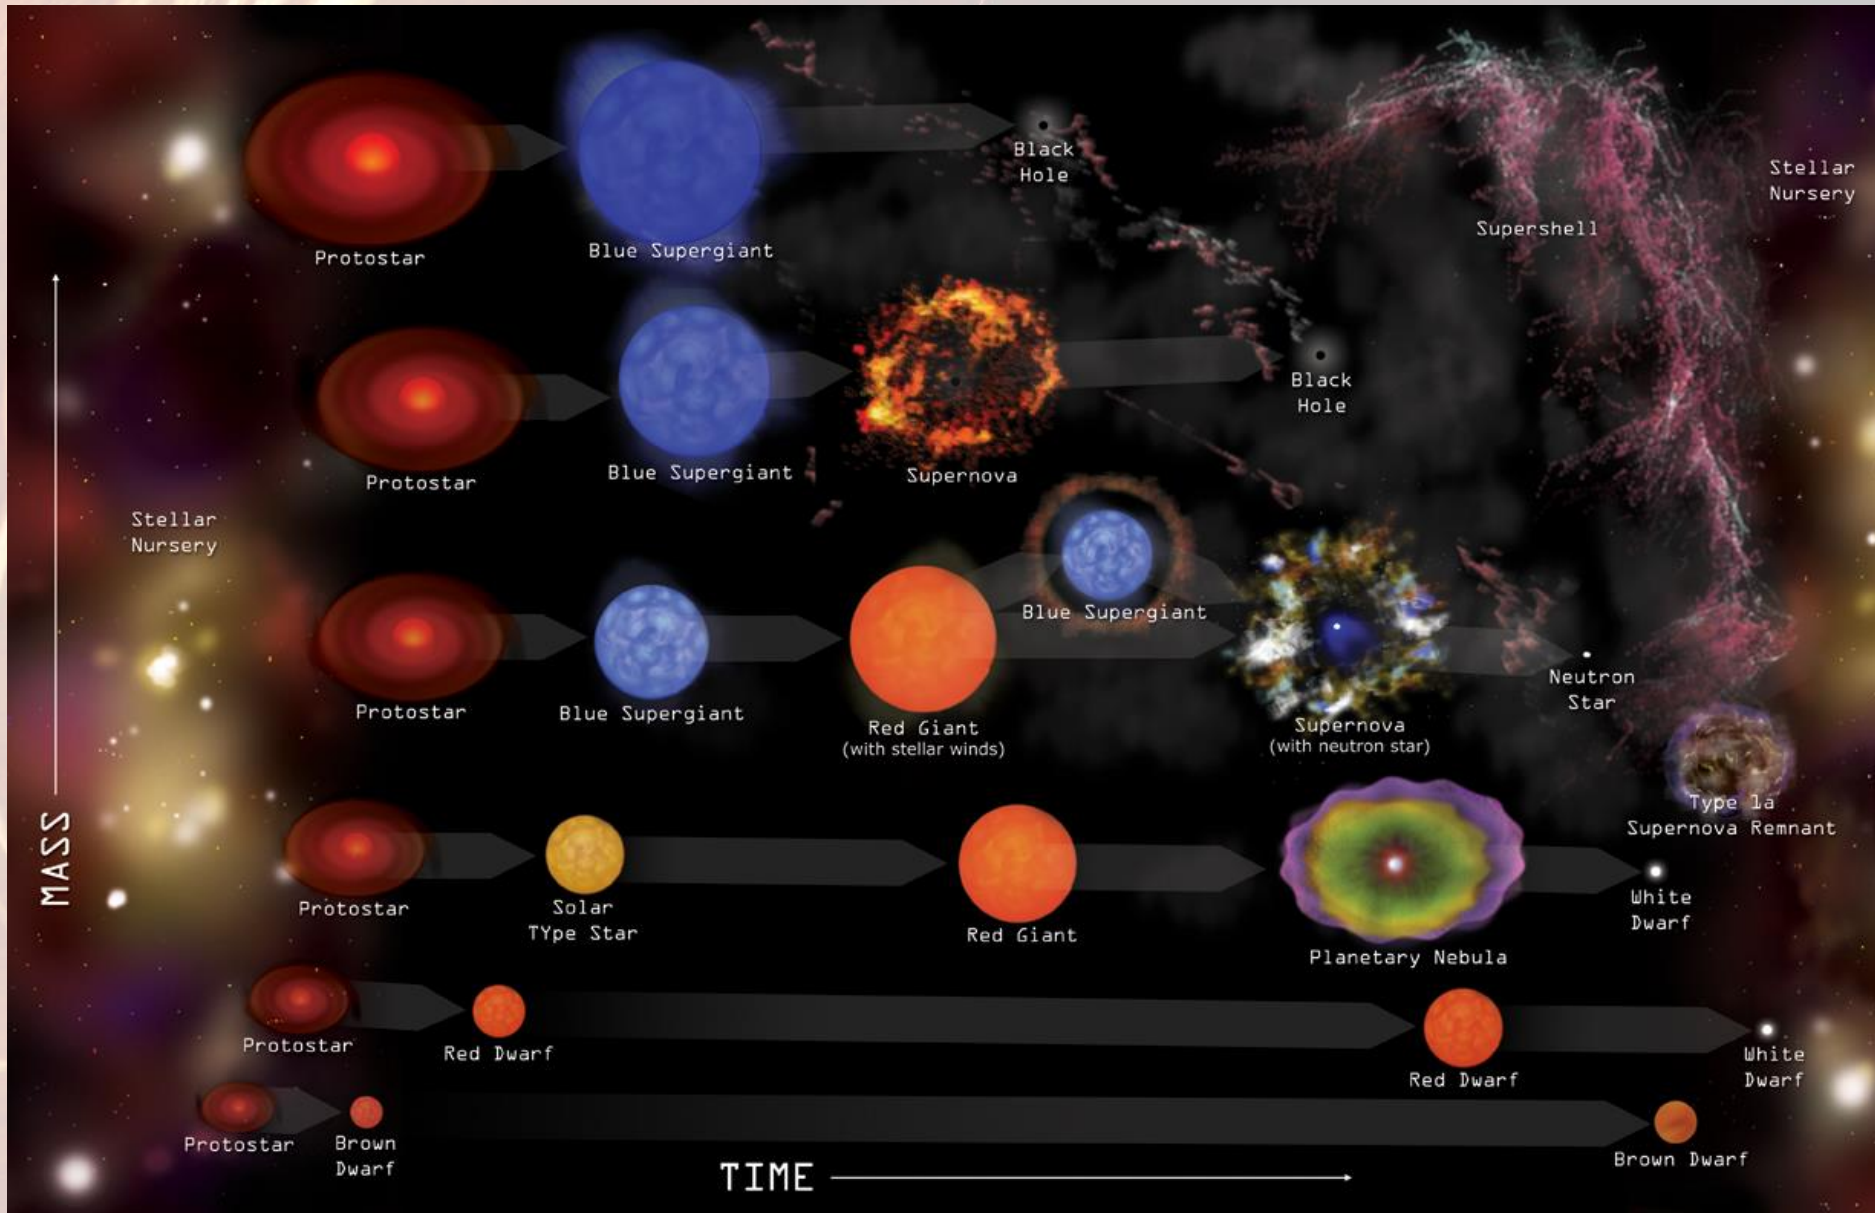 Protostar
Blue Supergiant
Black
Hole
Supershell
Stellar
Nursery
Protostar
Blue Supergiant
Supernova
Black
Hole
Stellar
Nursery
Protostar
Blue Supergiant
Red Giant
(with stellar winds)
Blue Supergiant
Supernova
(with neutron star)
Neutron
Star
Type 1a
Supernova Remnant
Protostar
Solar
TYpe Star
Red Giant
Planetary Nebula
White
Dwarf
Protostar
Red Dwarf
Red Dwarf
White
Dwarf
Protostar
Brown
Dwarf
Brown Dwarf
MASS
TIME